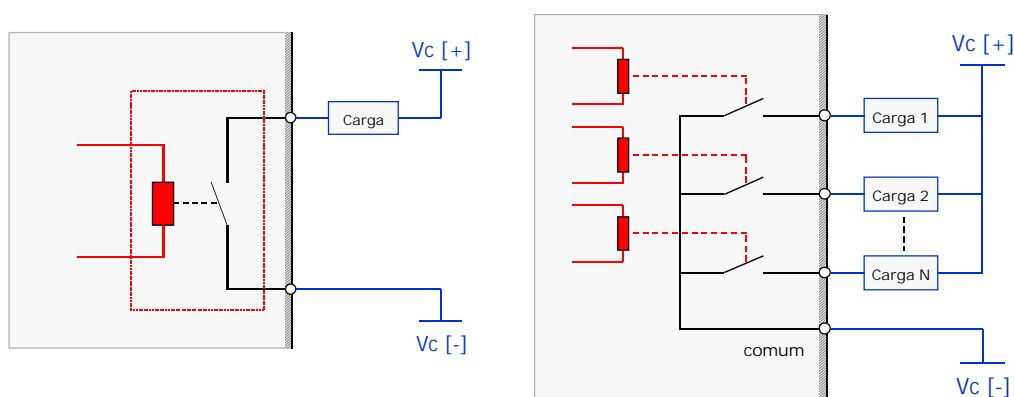 Vc [+]
Carga
Vc [-]
Vc [+]
Carga 1
Carga 2
Carga N
comum
Vc [-]